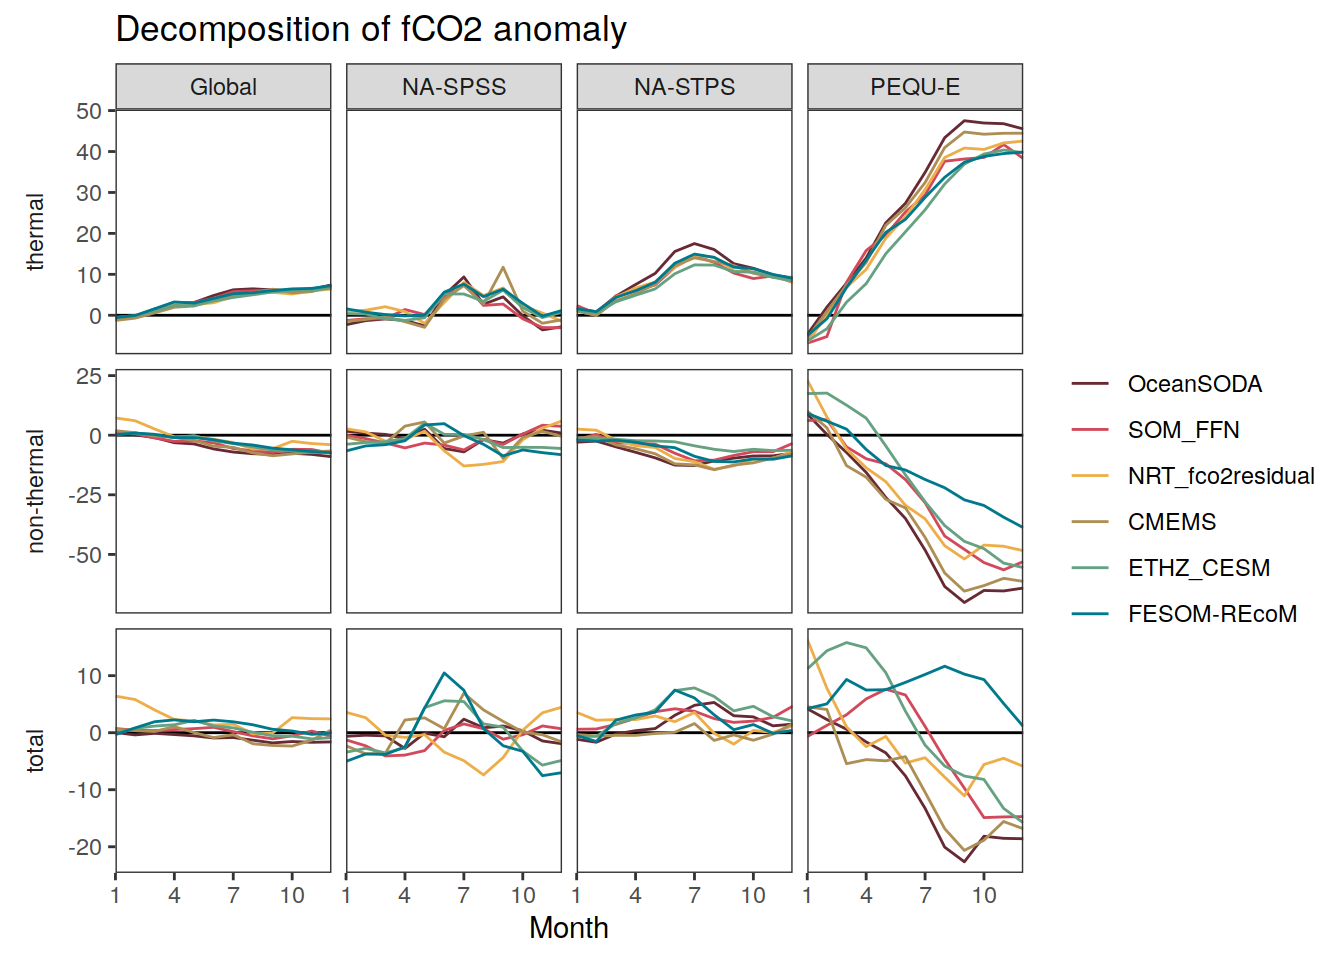 Decomposition of fCO2 anomaly
Global NA-SPSS NA-STPS PEQU-E
thermal
50
40
30
20
10
0
non-thermal
25
0
-25
-50
total
10
0
-10
-20
1 4 7 10 1 4 7 10 1 4 7 10 1 4 7 10
Month
OceanSODA
SOM_FFN
NRT_fco2residual
CMEMS
ETHZ_CESM
FESOM-REcoM